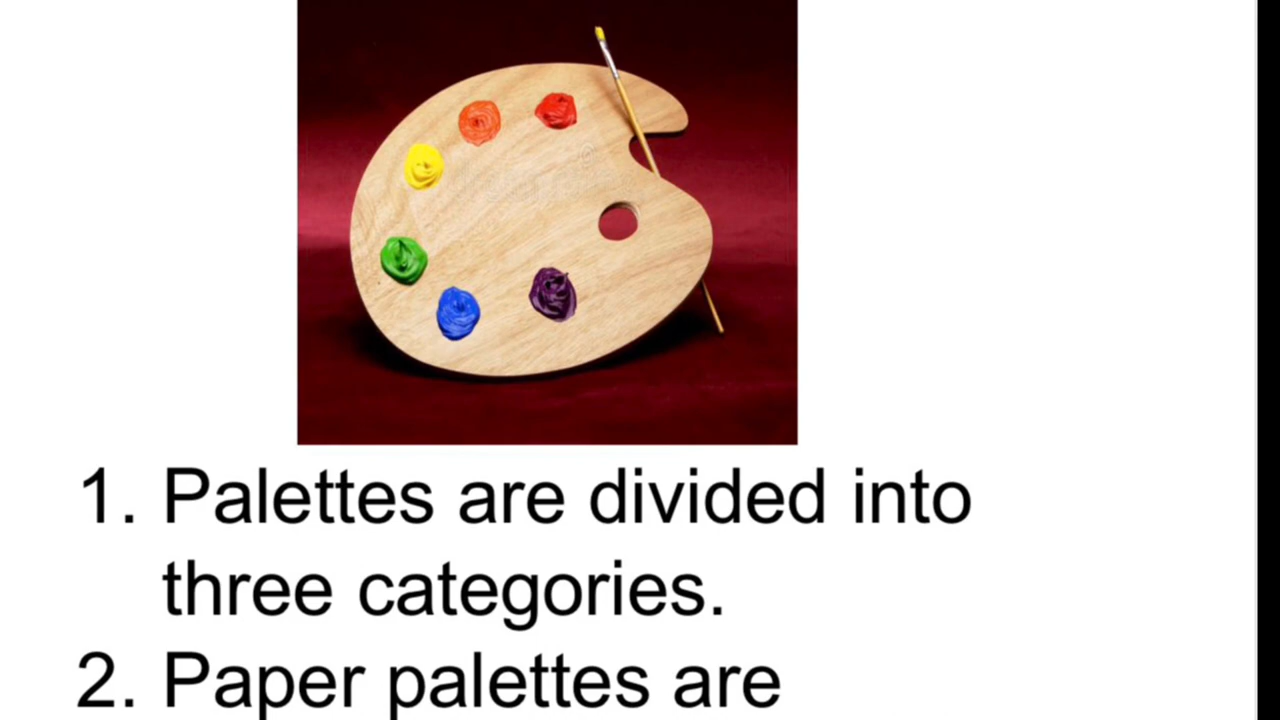 1. Palettes are divided into
three categories.
2. Paper palettes are